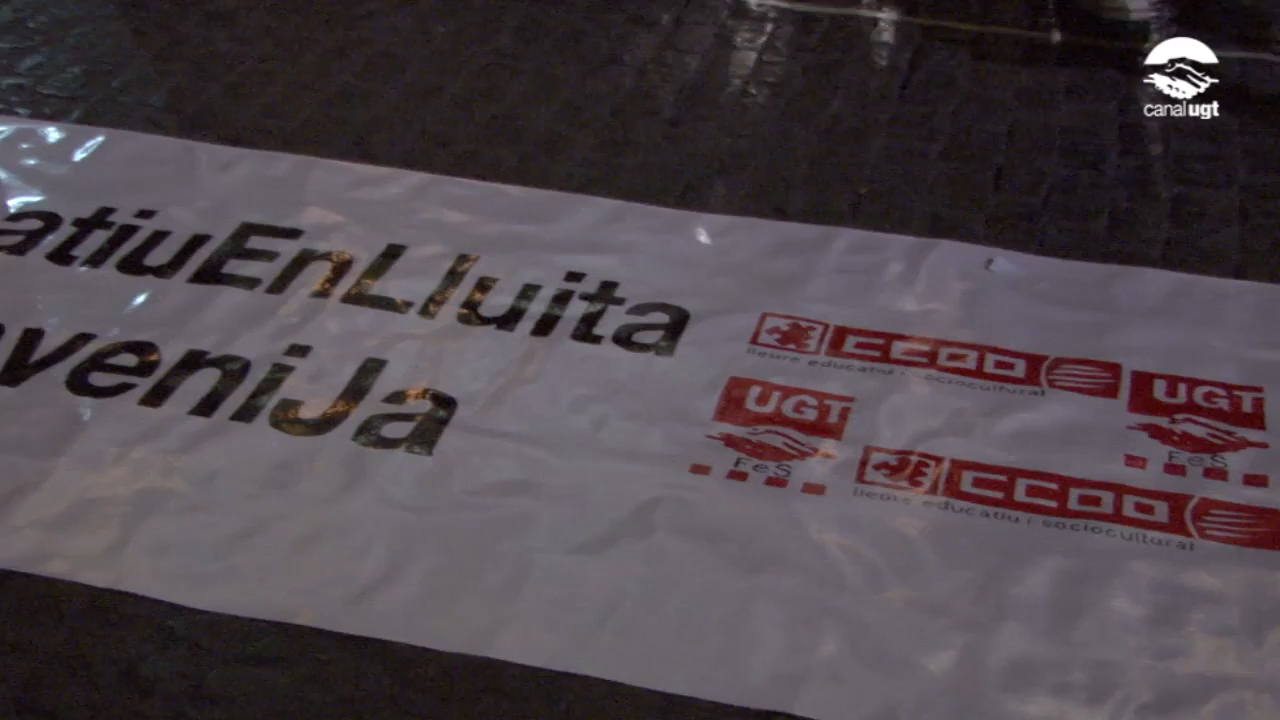 canalugt
atiuEnLluita
veniJa
CCOO
lleure educatiu i sociocultural
UGT
FeS
UGT
FeS
CCOO
lleure educatiu i sociocultural